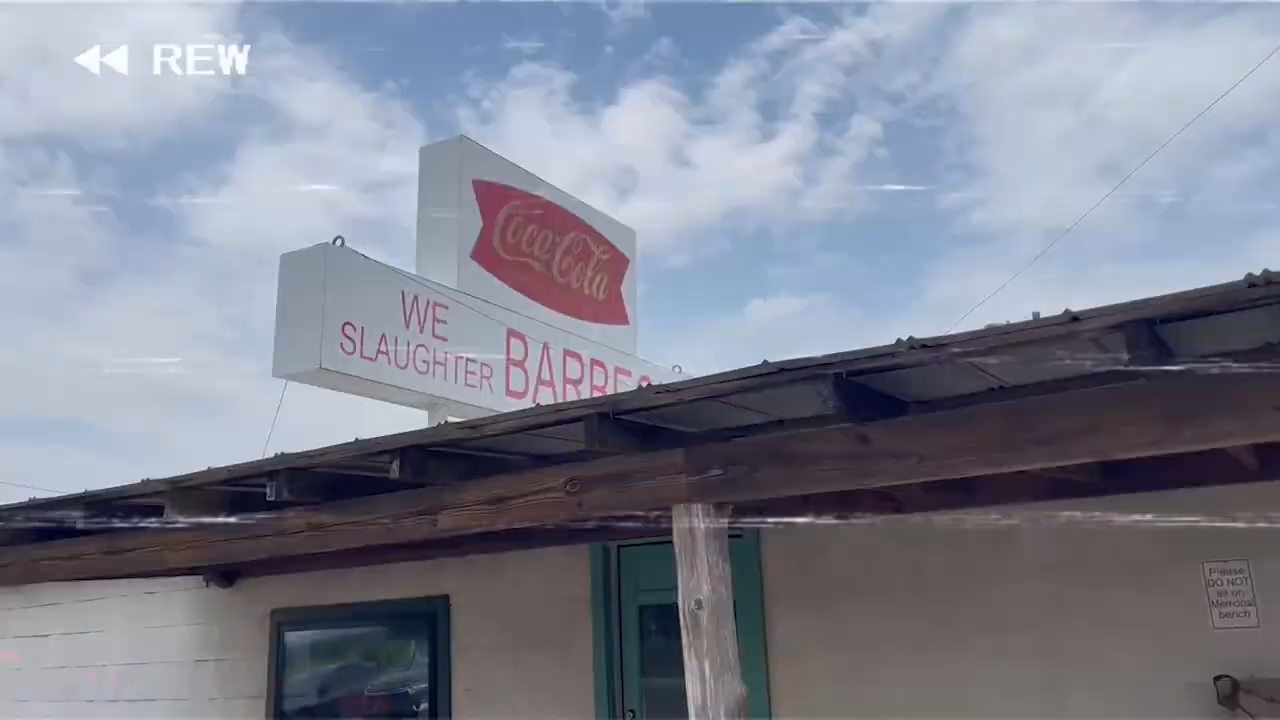 REW
Coca-Cola
WE
SLAUGHTER
Please
DO NOT
sit on
Memorial
bench